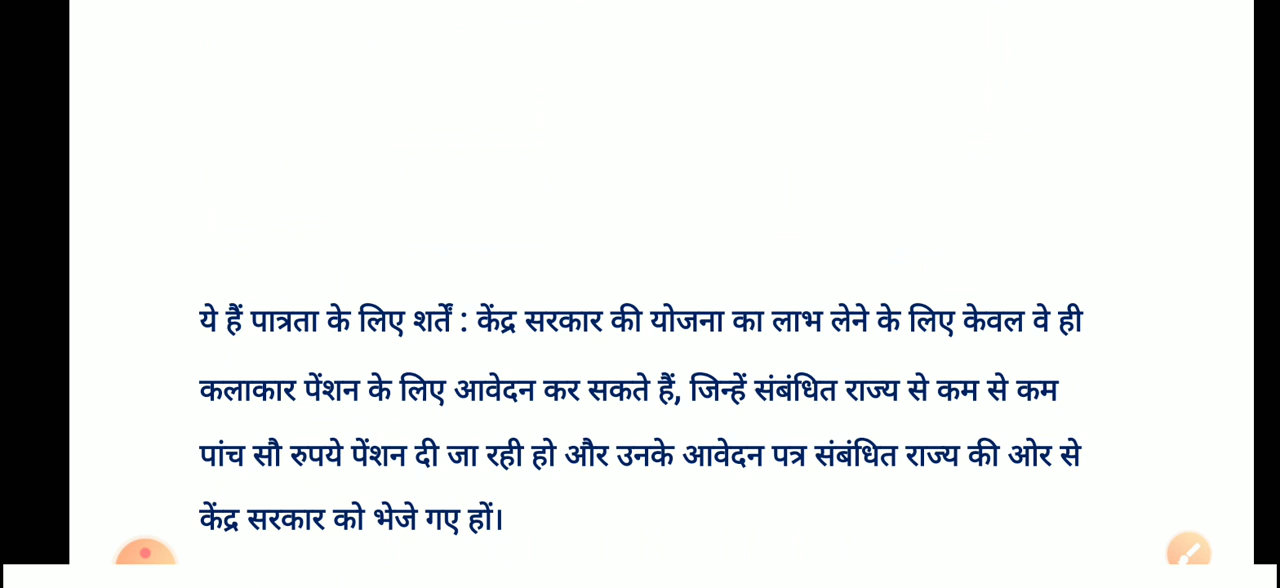 ये हैं पात्रता के लिए शर्तें : केंद्र सरकार की योजना का लाभ लेने के लिए केवल वे ही
कलाकार पेंशन के लिए आवेदन कर सकते हैं, जिन्हें संबंधित राज्य से कम से कम
पांच सौ रुपये पेंशन दी जा रही हो और उनके आवेदन पत्र संबंधित राज्य की ओर से
केंद्र सरकार को भेजे गए हों।